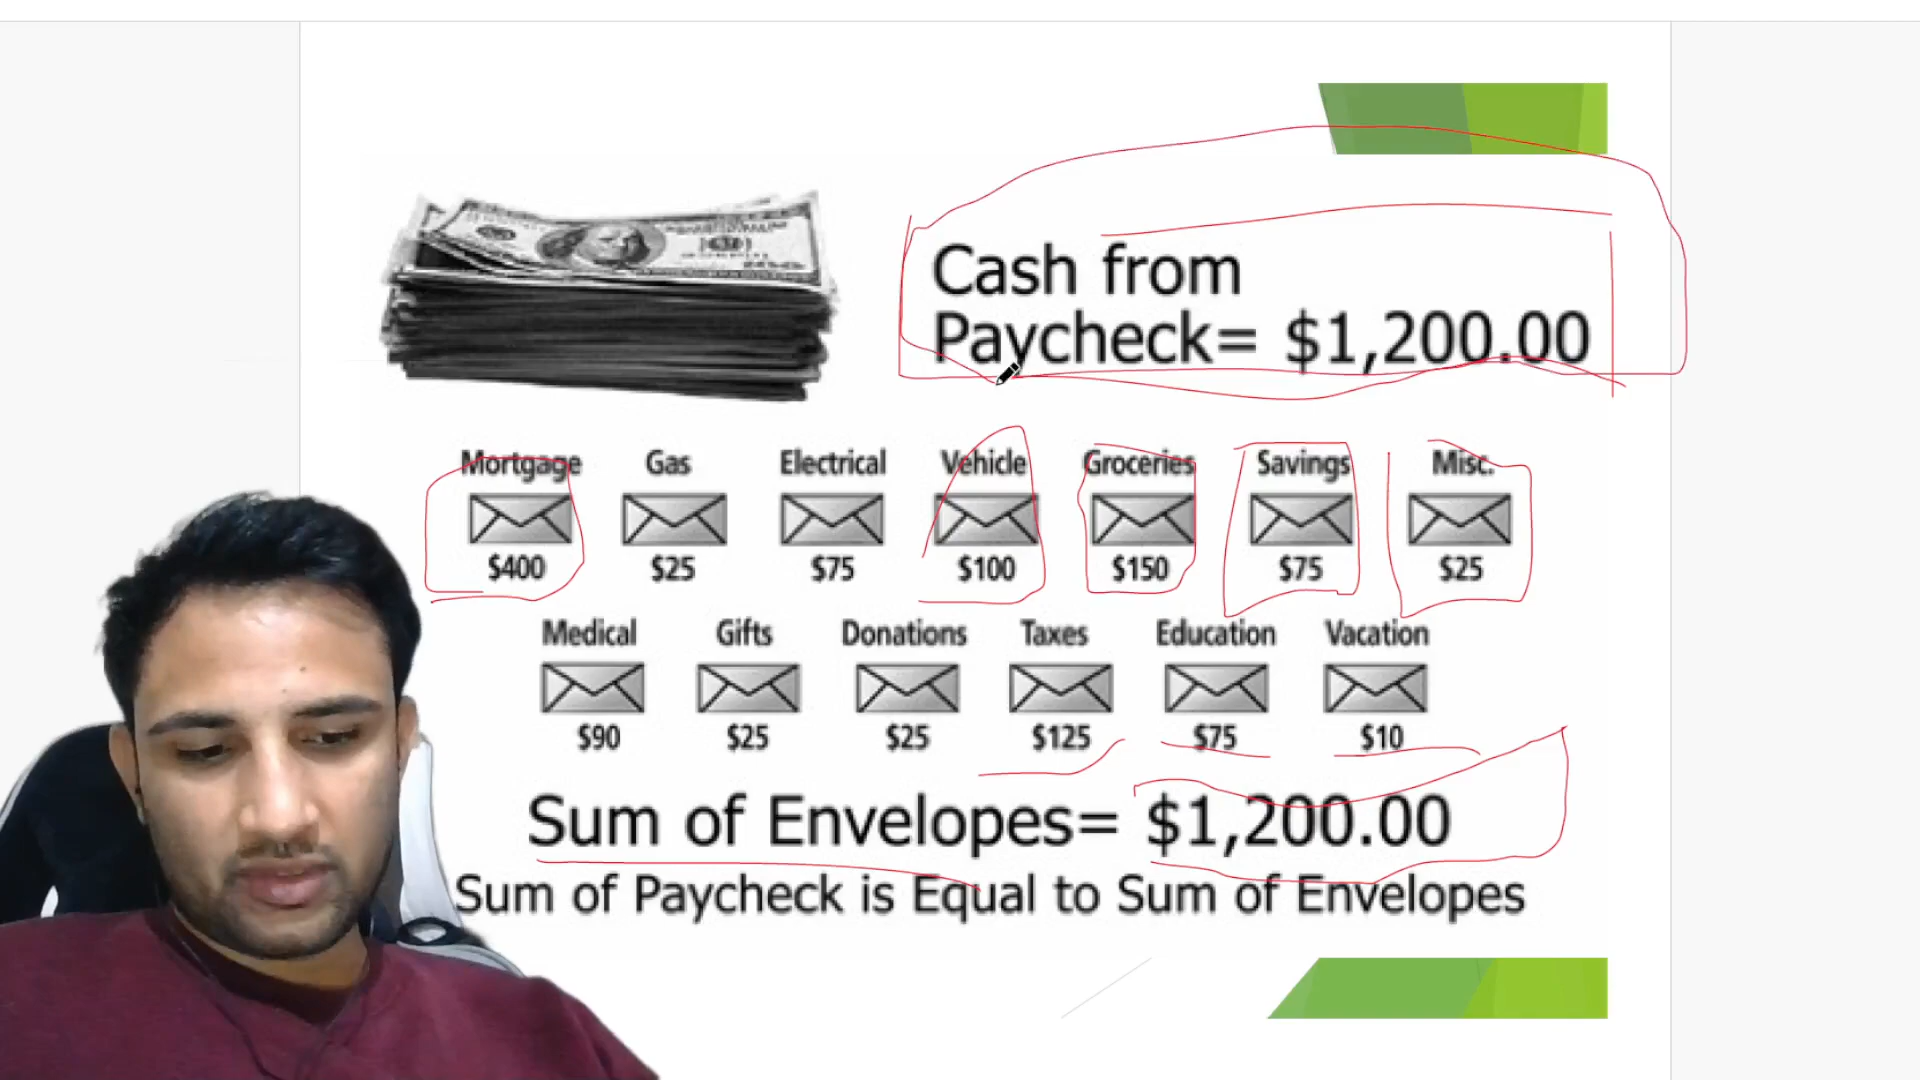 Cash from
Paycheck= $1,200.00
Mortgage Gas Electrical Vehicle Groceries Savings Misc.
$400 $25 $75 $100 $150 $75 $25
Medical Gifts Donations Taxes Education Vacation
$90 $25 $25 $125 $75 $10
Sum of Envelopes= $1,200.00
Sum of Paycheck is Equal to Sum of Envelopes